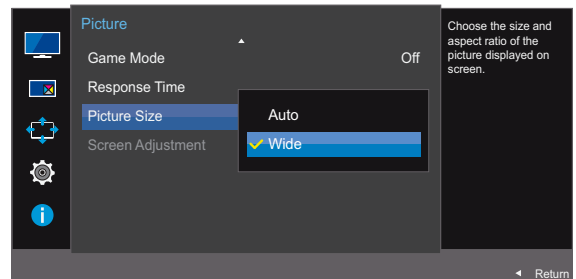 Picture
Game Mode Off
Response Time
Picture Size
Auto
Screen Adjustment
Wide
Choose the size and
aspect ratio of the
picture displayed on
screen.
Return